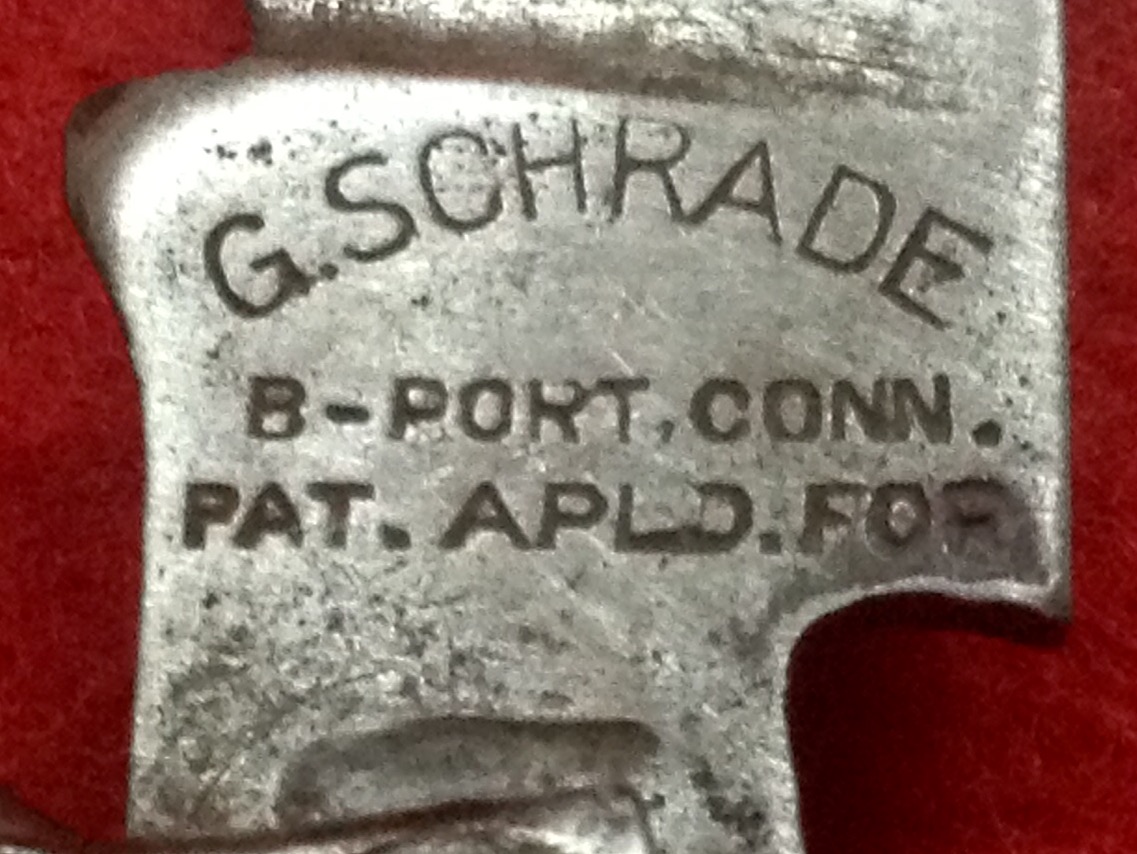 G. SCHRADE
B-PORT. CONN.
PAT. APLD. FOR